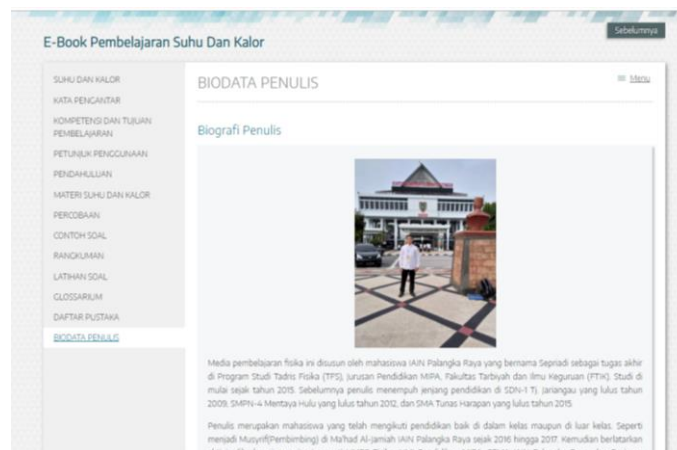 Sebelumnya
E-Book Pembelajaran Suhu Dan Kalor
SUHU DAN KALOR
KATA PENGANTAR
KOMPETENSI DAN TUJUAN
PEMBELAJARAN
PETUNJUK PENGGUNAAN
PENDAHULUAN
MATERI SUHU DAN KALOR
PERCOBAAN
CONTOH SOAL
RANGKUMAN
LATIHAN SOAL
GLOSSARIUM
DAFTAR PUSTAKA
BIODATA PENULIS
BIODATA PENULIS
Menu
Biografi Penulis
Media pembelajaran fisika ini disusun oleh mahasiswa IAIN Palangka Raya yang bernama Sepriadi sebagai tugas akhir
di Program Studi Tadris Fisika (TFS), Jurusan Pendidikan MIPA, Fakultas Tarbiyah dan Ilmu Keguruan (FTIK). Studi di
mulai sejak tahun 2015. Sebelumnya penulis menempuh jenjang pendidikan di SDN-1 Tj. Jariangau yang lulus tahun
2009, SMPN-4 Mentaya Hulu yang lulus tahun 2012, dan SMA Tunas Harapan yang lulus tahun 2015.
Penulis merupakan mahasiswa yang telah mengikuti pendidikan baik di dalam kelas maupun di luar kelas. Seperti
menjadi Musyrif(Pembimbing) di Ma'had Al-Jamiah IAIN Palangka Raya sejak 2016 hingga 2017. Kemudian berlatarkan